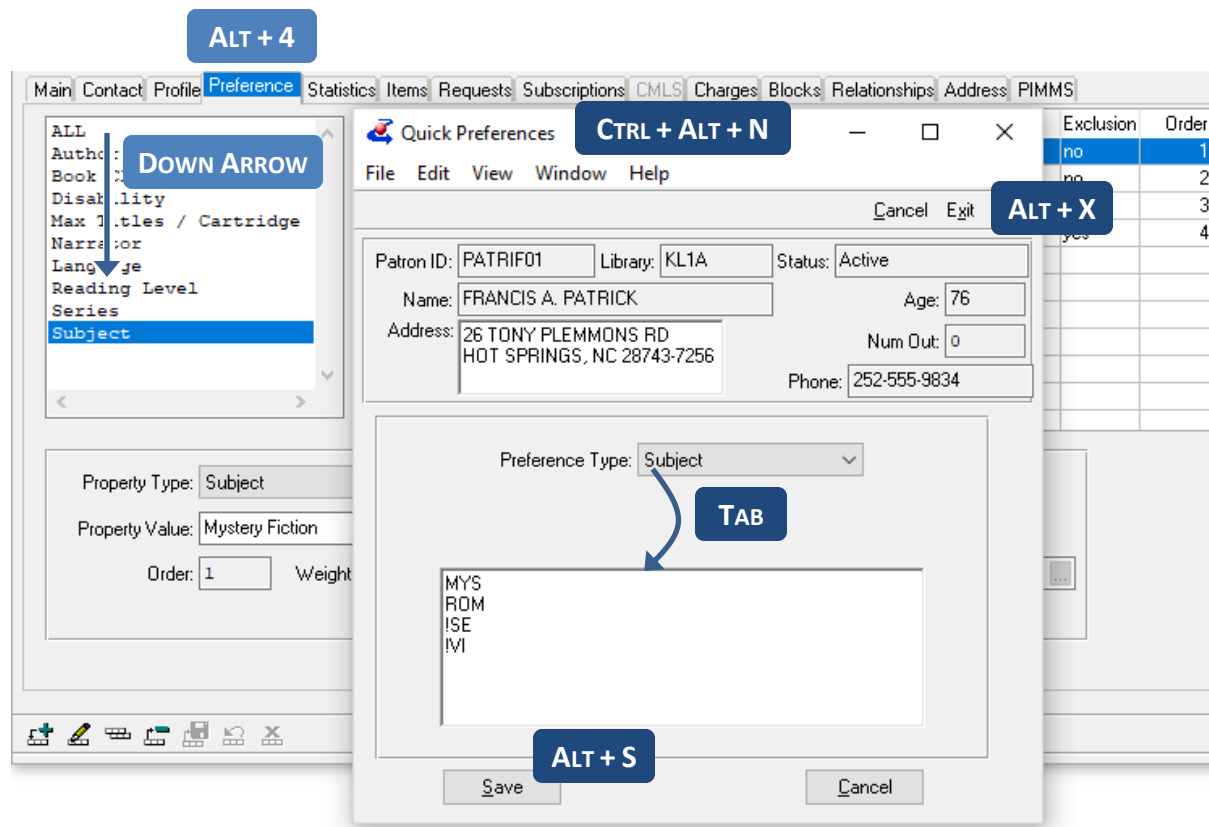 ALT + 4
Main Contact Profile Preference Statistics Items Requests Subscriptions CMLS Charges Blocks Relationships Address PIMMS
ALL
DOWN ARROW
Disability
Max Titles / Cartridge
Narrator
Language
Reading Level
Series
Subject
Quick Preferences
CTRL + ALT + N
File Edit View Window Help
Cancel Exit
ALT + X
Exclusion Order
no 1
no 2
3
yes 4
Patron ID: PATRIF01 Library: KL1A Status: Active
Name: FRANCIS A. PATRICK Age: 76
Address: 26 TONY PLEMMONS RD
HOT SPRINGS, NC 28743-7256
Num Out: 0
Phone: 252-555-9834
Property Type: Subject
Property Value: Mystery Fiction
Order: 1 Weight
Preference Type: Subject
TAB
MYS
ROM
!SE
!VI
...
ALT + S
Save Cancel